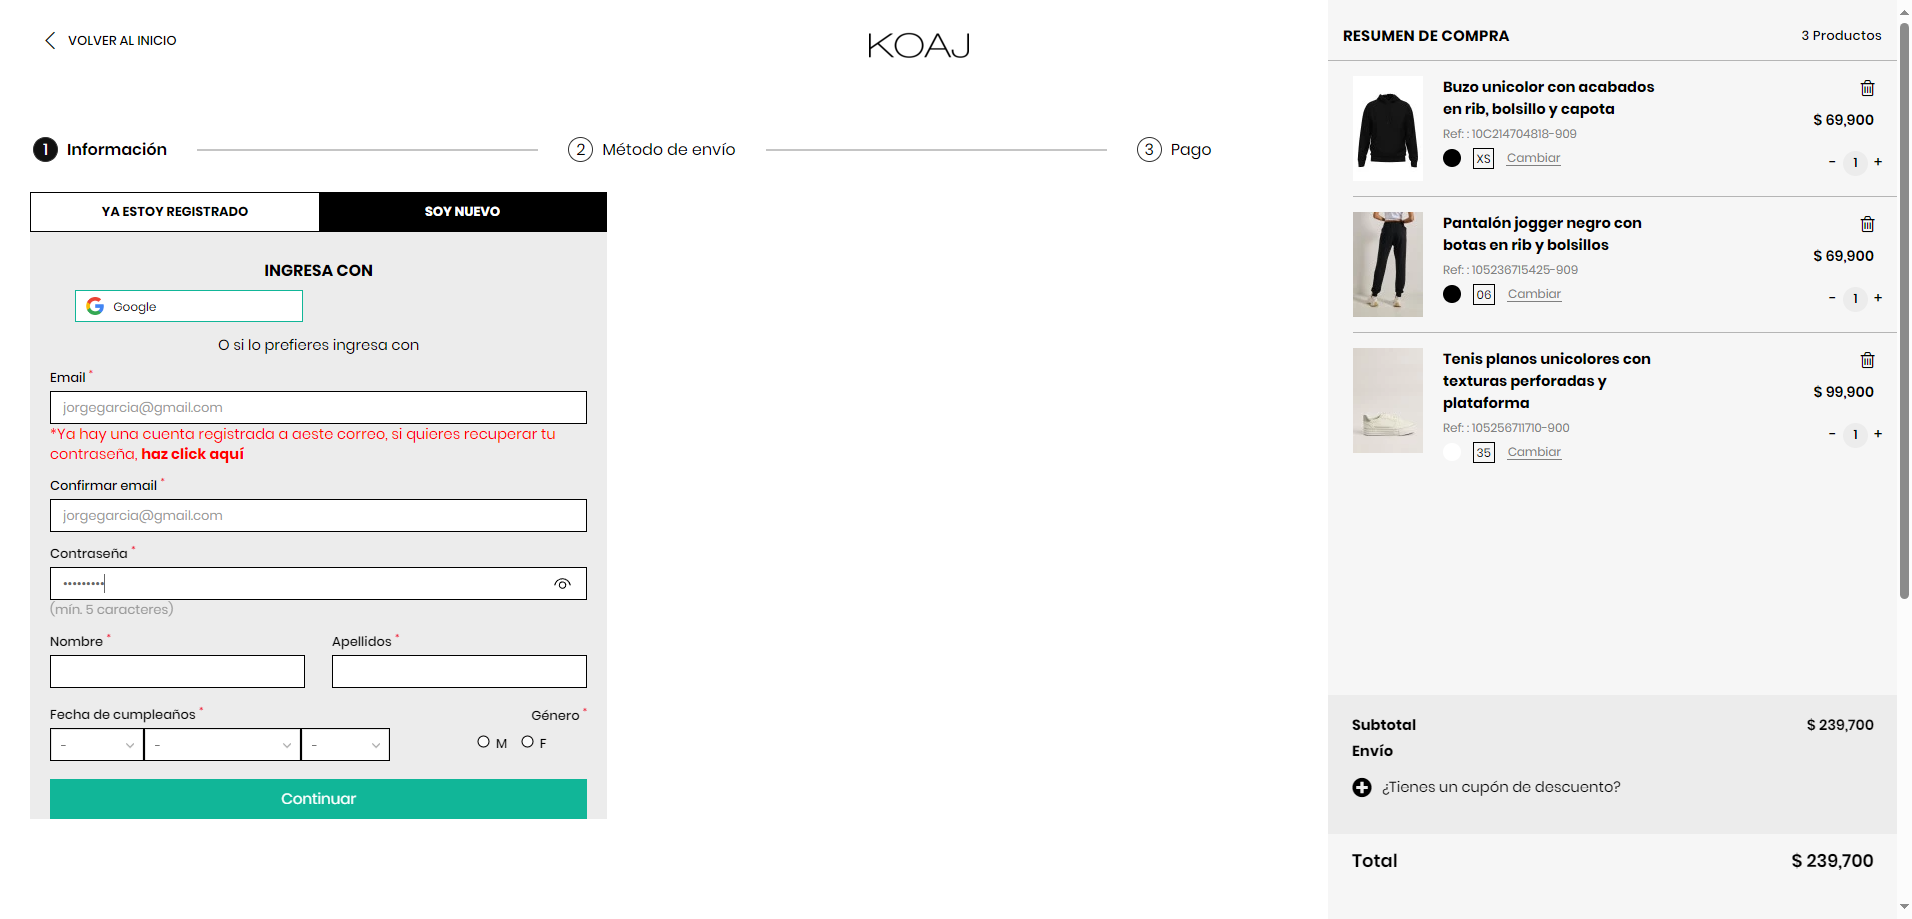 VOLVER AL INICIO
KOAJ
1 Información
2 Método de envío
3 Pago
YA ESTOY REGISTRADO
SOY NUEVO
INGRESA CON
Google
O si lo prefieres ingresa con
Email *
jorgegarcia@gmail.com
*Ya hay una cuenta registrada a aeste correo, si quieres recuperar tu
contraseña, haz click aquí
Confirmar email *
jorgegarcia@gmail.com
Contraseña *
•••••••••
(mín. 5 caracteres)
Nombre *
Apellidos *
Fecha de cumpleaños *
Género *
- - -
M F
Continuar
RESUMEN DE COMPRA
3 Productos
Buzo unicolor con acabados
en rib, bolsillo y capota
$ 69,900
Ref: : 10C214704818-909
XS Cambiar
- 1 +
Pantalón jogger negro con
botas en rib y bolsillos
$ 69,900
Ref: : 105236715425-909
06 Cambiar
- 1 +
Tenis planos unicolores con
texturas perforadas y
plataforma
$ 99,900
Ref: : 105256711710-900
35 Cambiar
- 1 +
Subtotal $ 239,700
Envío
¿Tienes un cupón de descuento?
Total $ 239,700